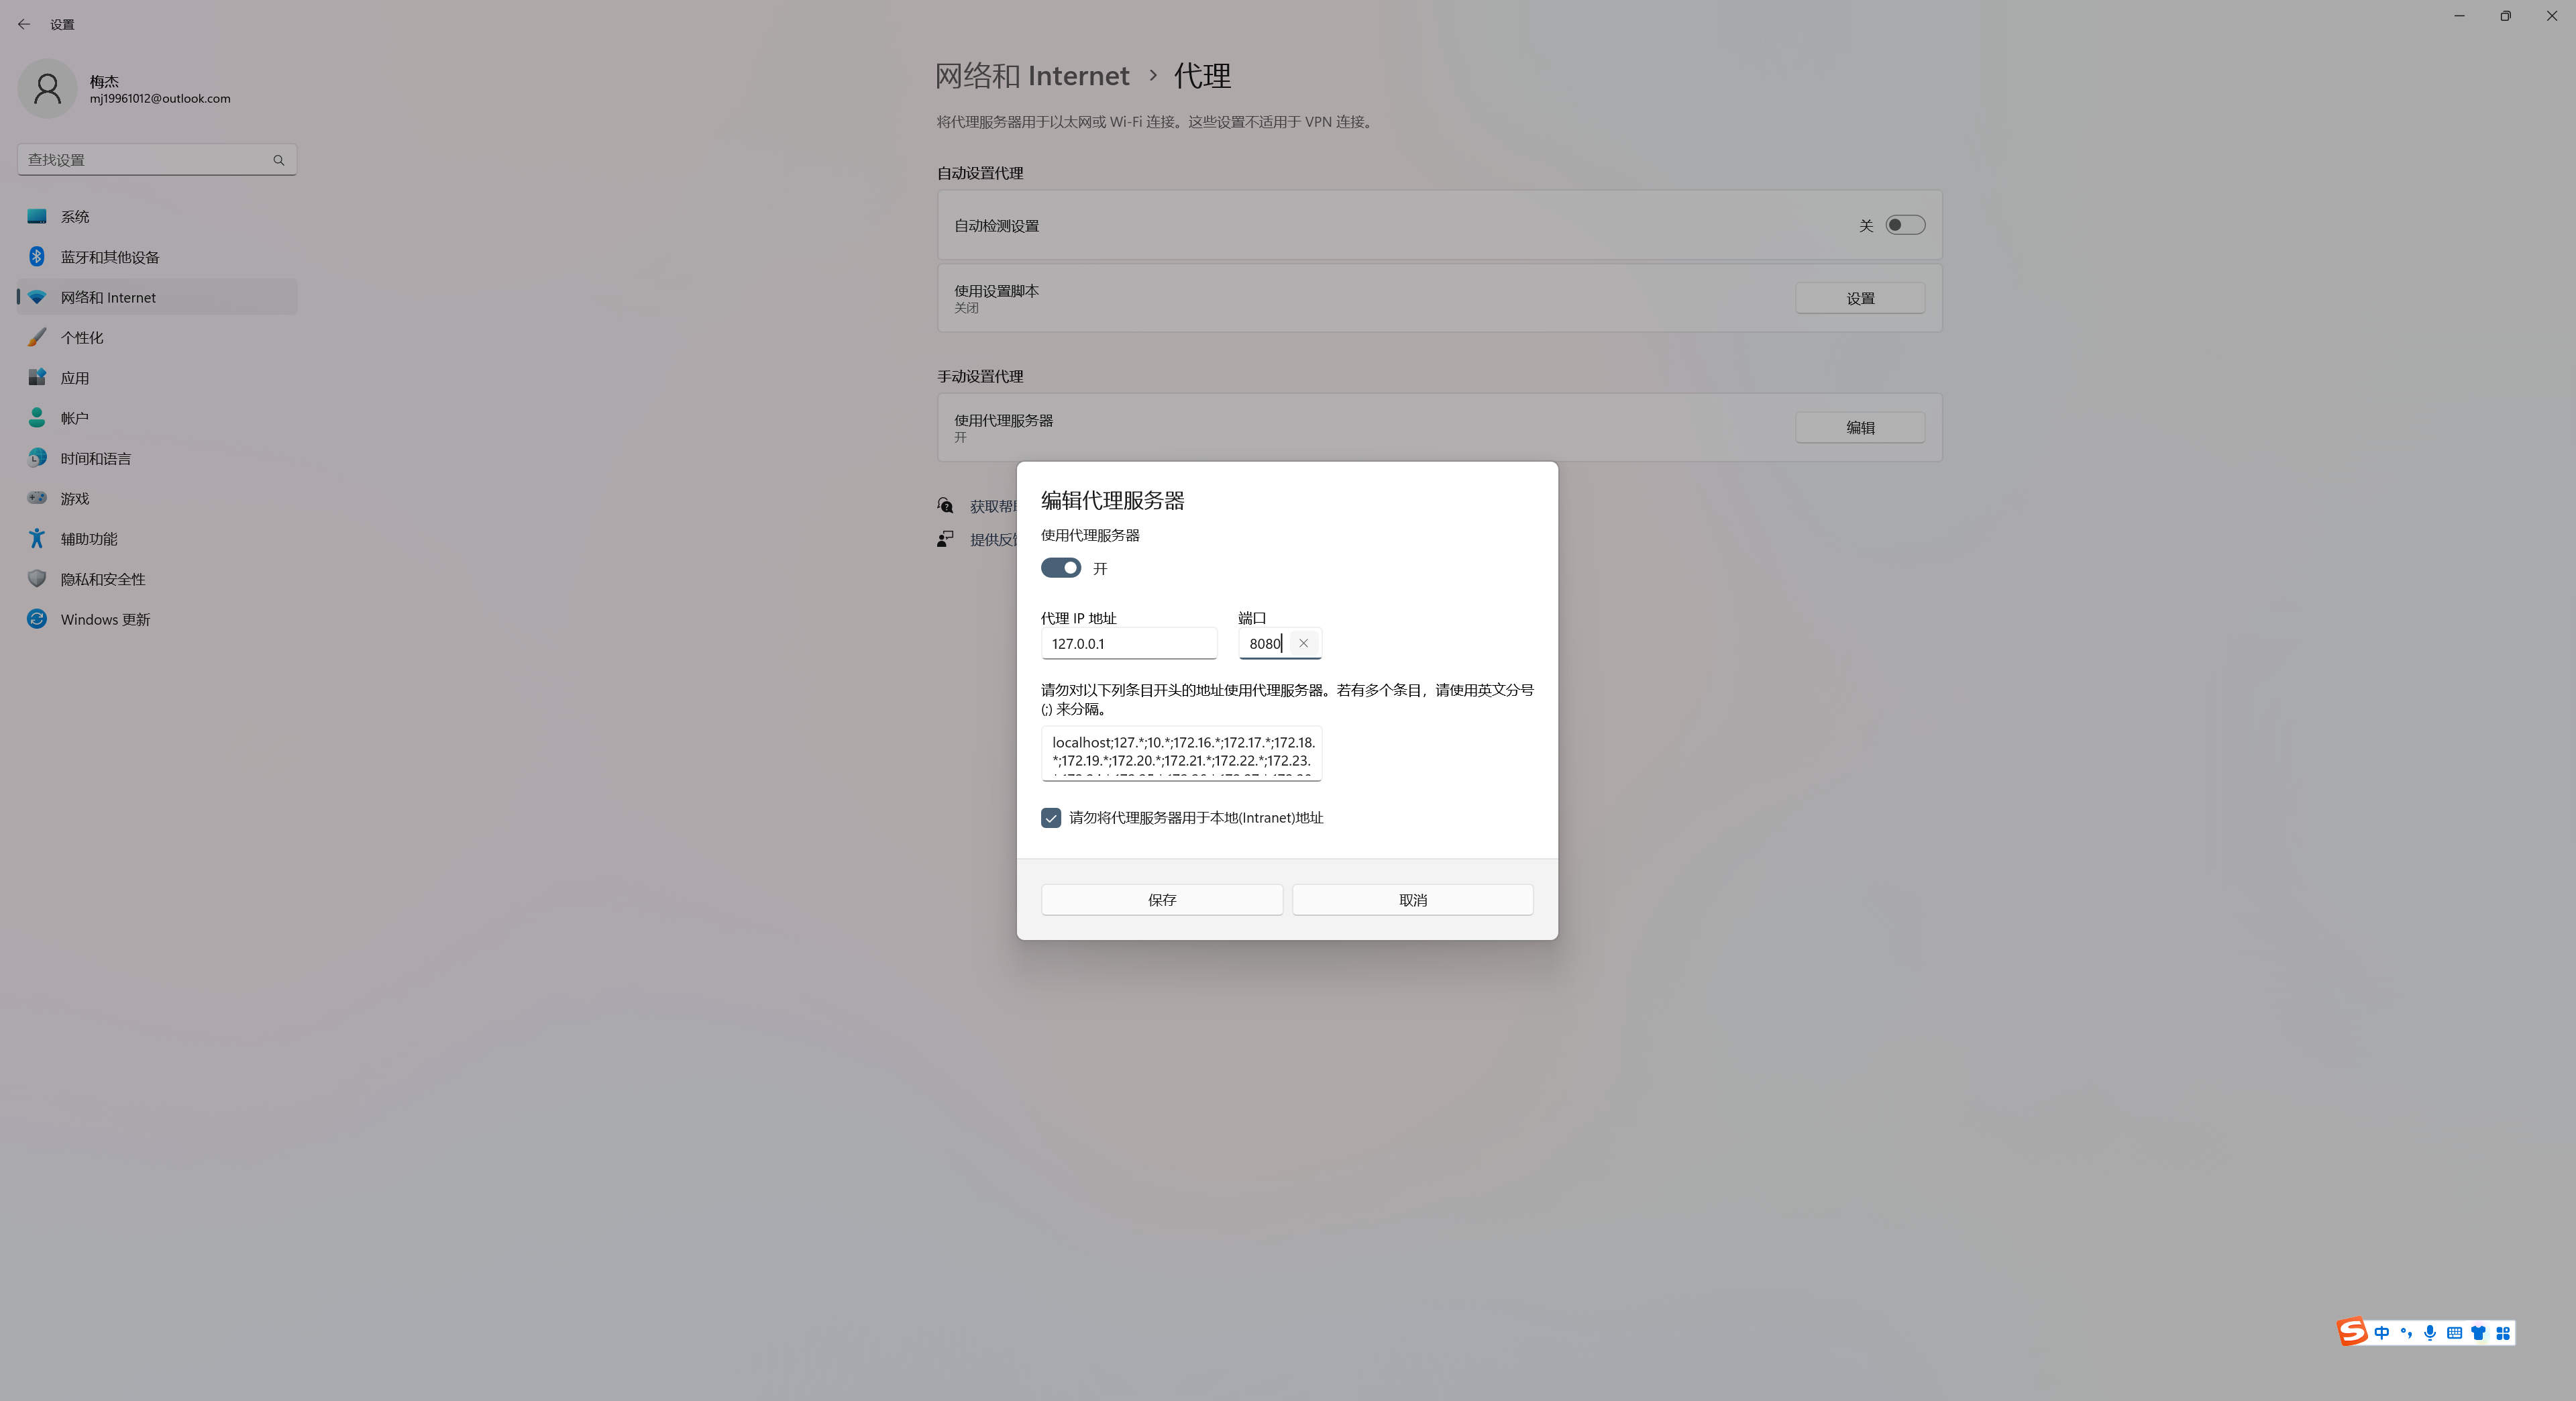 设置
梅杰
mj19961012@outlook.com
查找设置
系统
蓝牙和其他设备
网络和 Internet
个性化
应用
帐户
时间和语言
游戏
辅助功能
隐私和安全性
Windows 更新
网络和 Internet › 代理
将代理服务器用于以太网或 Wi-Fi 连接。这些设置不适用于 VPN 连接。
自动设置代理
自动检测设置
关
使用设置脚本
关闭
设置
手动设置代理
使用代理服务器
开
编辑
获取帮
提供反
编辑代理服务器
使用代理服务器
开
代理 IP 地址
端口
127.0.0.1
8080
请勿对以下列条目开头的地址使用代理服务器。若有多个条目，请使用英文分号
(;) 来分隔。
localhost;127.*;10.*;172.16.*;172.17.*;172.18.
*;172.19.*;172.20.*;172.21.*;172.22.*;172.23.
请勿将代理服务器用于本地(Intranet)地址
保存
取消
中